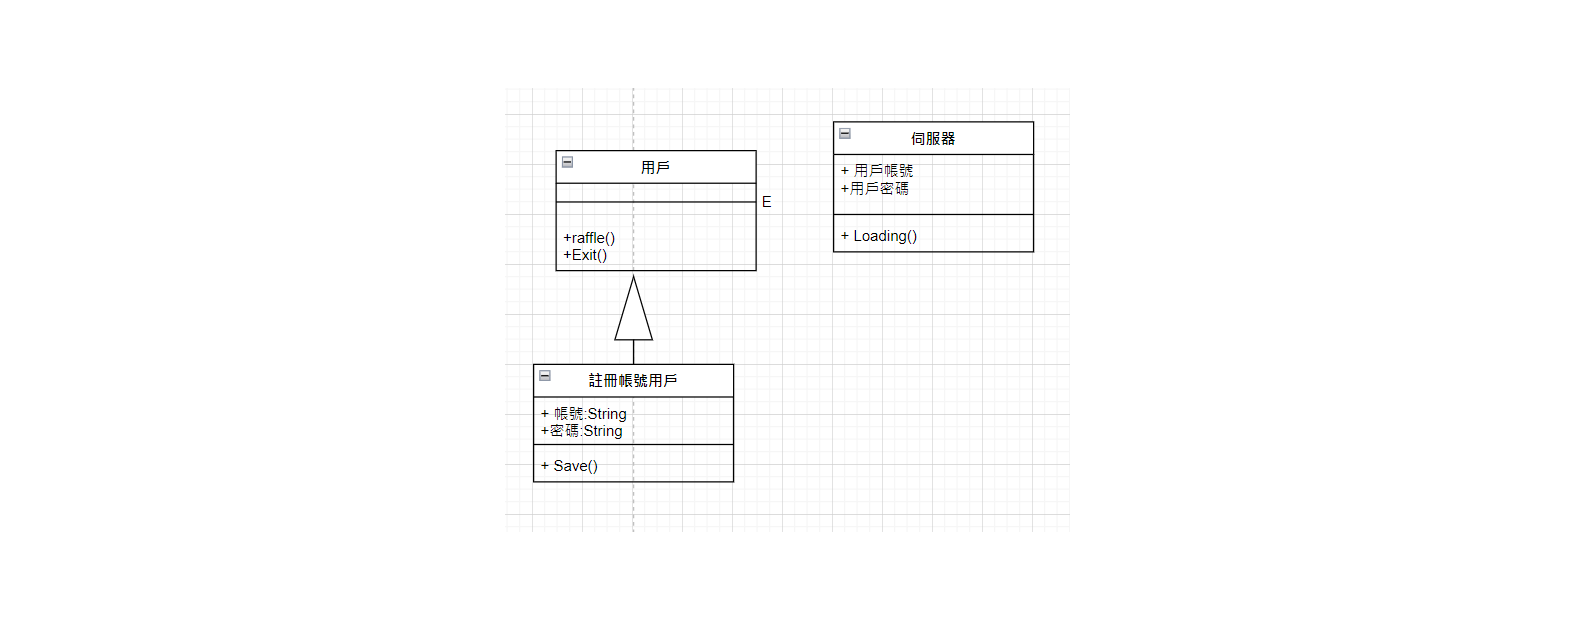 用戶
+raffle()
+Exit()
E
伺服器
+ 用戶帳號
+用戶密碼
+ Loading()
註冊帳號用戶
+ 帳號:String
+密碼:String
+ Save()